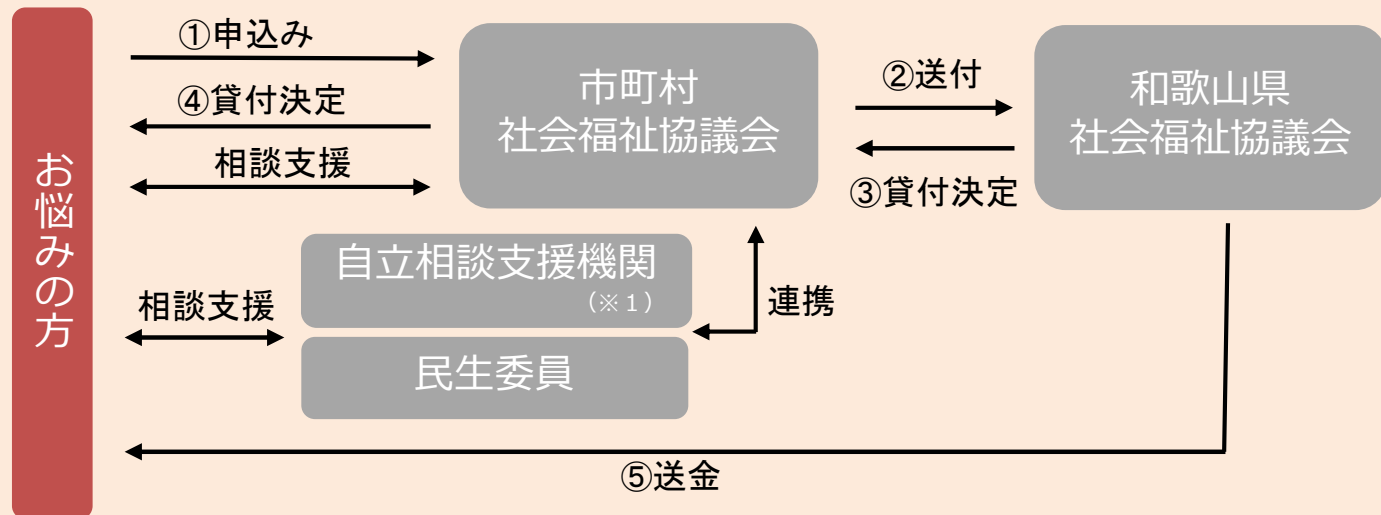 お悩みの方
①申込み
④貸付決定
相談支援
市町村
社会福祉協議会
②送付
③貸付決定
和歌山県
社会福祉協議会
相談支援
自立相談支援機関
（※１）
民生委員
連携
⑤送金